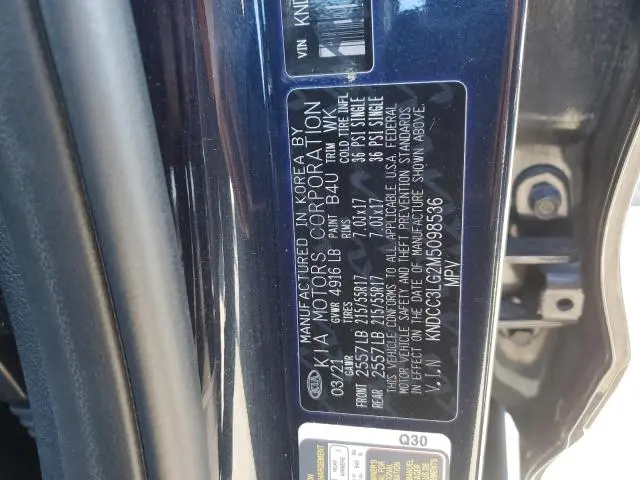 VIN KND
MANUFACTURED IN KOREA BY
KIA MOTORS CORPORATION
KIA
03/21 GVWR 4916 LB PAINT B4U TRIM WK
GAWR TIRES RIMS COLD TIRE INFL
FRONT 2557LB 215/55R17 7.0JX17 36 PSI SINGLE
REAR 2557LB 215/55R17 7.0JX17 36 PSI SINGLE
THIS VEHICLE CONFORMS TO ALL APPLICABLE U.S.A. FEDERAL
MOTOR VEHICLE SAFETY AND THEFT PREVENTION STANDARDS
IN EFFECT ON THE DATE OF MANUFACTURE SHOWN ABOVE.
V.I.N KNDCC3LG2M5098536
MPV
Q30